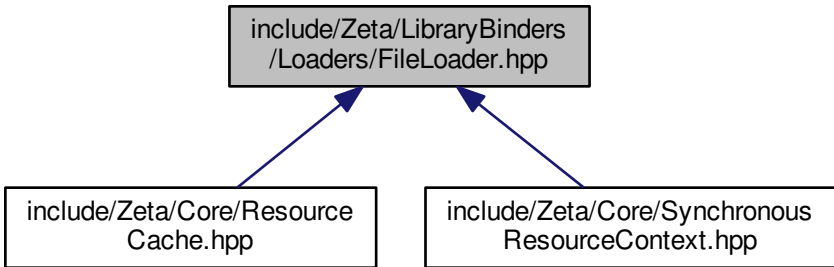 include/Zeta/LibraryBinders
/Loaders/FileLoader.hpp
include/Zeta/Core/Resource
Cache.hpp
include/Zeta/Core/Synchronous
ResourceContext.hpp